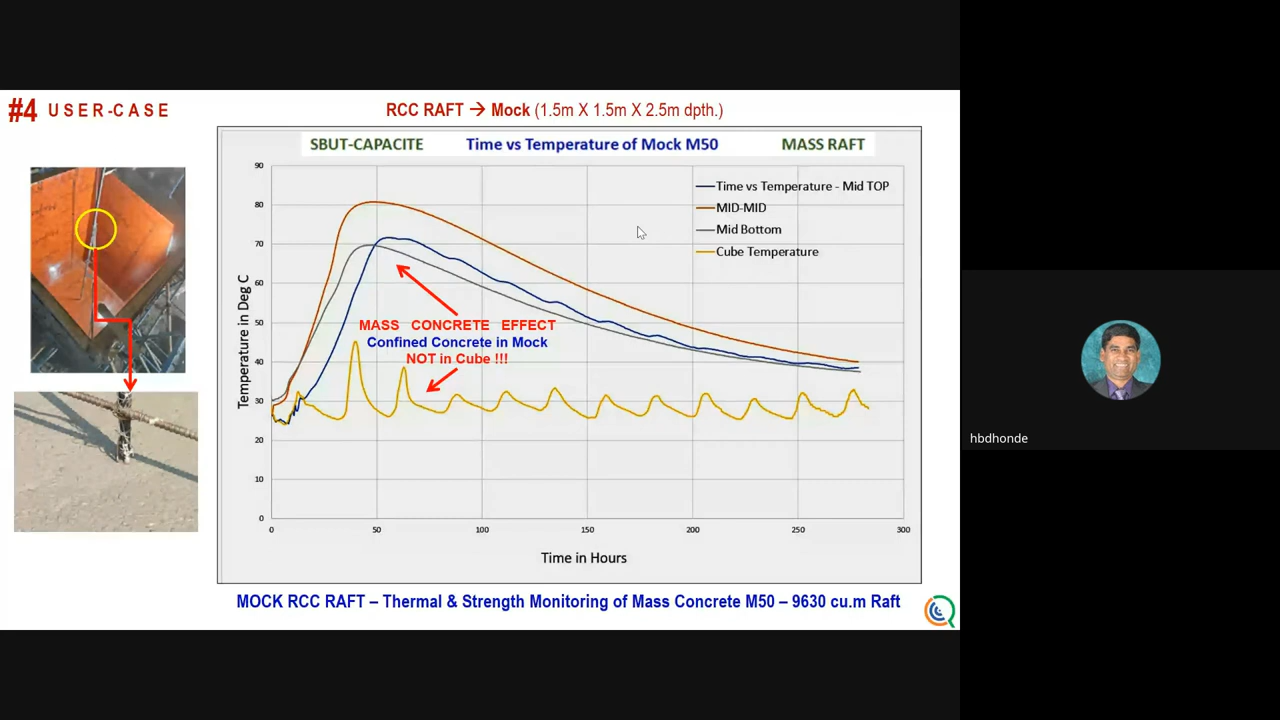 #4 USER-CASE
RCC RAFT → Mock (1.5m X 1.5m X 2.5m dpth.)
SBUT-CAPACITE Time vs Temperature of Mock M50 MASS RAFT
Time vs Temperature - Mid TOP
MID-MID
Mid Bottom
Cube Temperature
Temperature in Deg C
90
80
70
60
50
40
30
20
10
0
MASS CONCRETE EFFECT
Confined Concrete in Mock
NOT in Cube !!!
0 50 100 150 200 250 300
Time in Hours
MOCK RCC RAFT – Thermal & Strength Monitoring of Mass Concrete M50 – 9630 cu.m Raft
hbdhonde